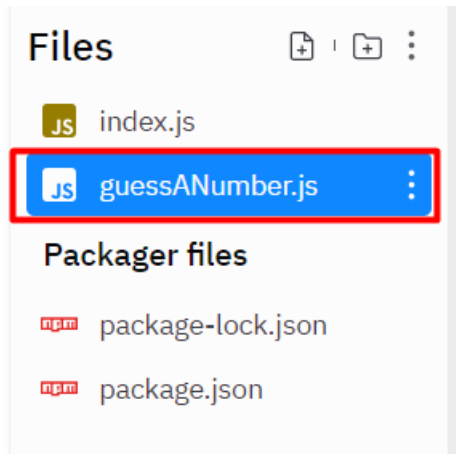 Files
JS index.js
JS guessANumber.js
Packager files
npm package-lock.json
npm package.json